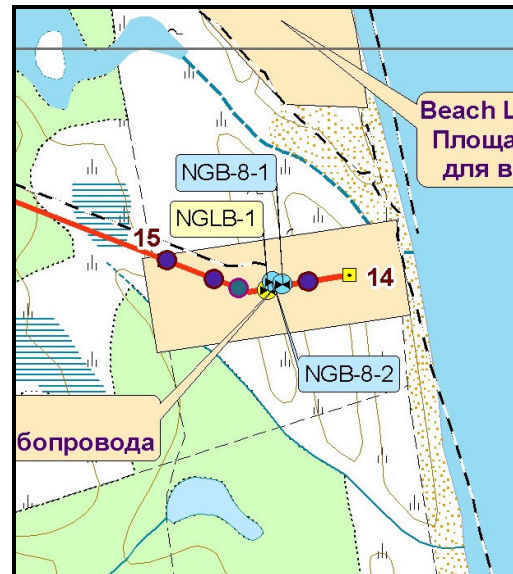 Beach L
Площа
для в
NGB-8-1
NGLB-1
15
14
NGB-8-2
бопровода